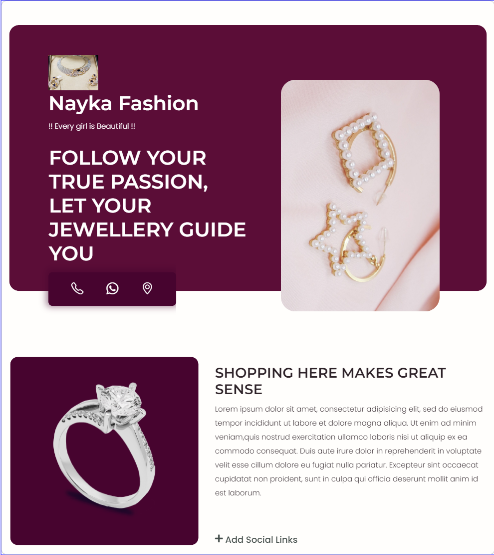 Nayka Fashion
!! Every girl is Beautiful !!
FOLLOW YOUR
TRUE PASSION,
LET YOUR
JEWELLERY GUIDE
YOU
SHOPPING HERE MAKES GREAT
SENSE
Lorem ipsum dolor sit amet, consectetur adipisicing elit, sed do eiusmod
tempor incididunt ut labore et dolore magna aliqua. Ut enim ad minim
veniam,quis nostrud exercitation ullamco laboris nisi ut aliquip ex ea
commodo consequat. Duis aute irure dolor in reprehenderit in voluptate
velit esse cillum dolore eu fugiat nulla pariatur. Excepteur sint occaecat
cupidatat non proident, sunt in culpa qui officia deserunt mollit anim id
est laborum.
+ Add Social Links